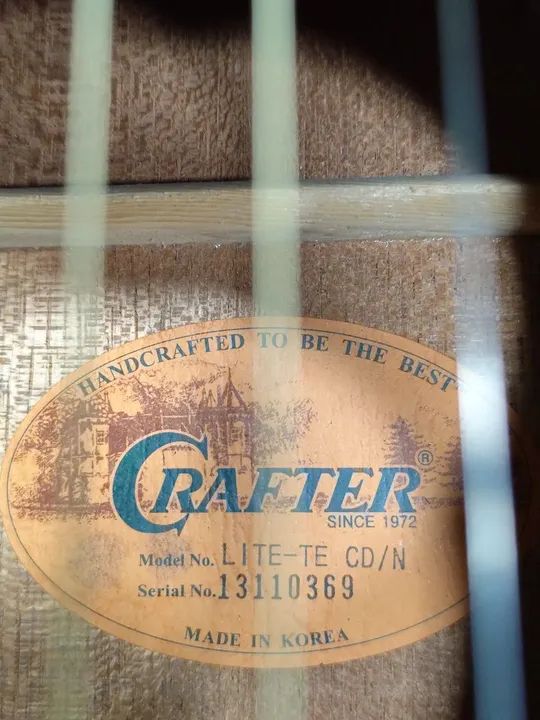 HANDCRAFTED TO BE THE BEST
CRAFTER®
SINCE 1972
Model No. LITE-TE CD/N
Serial No. 13110369
MADE IN KOREA